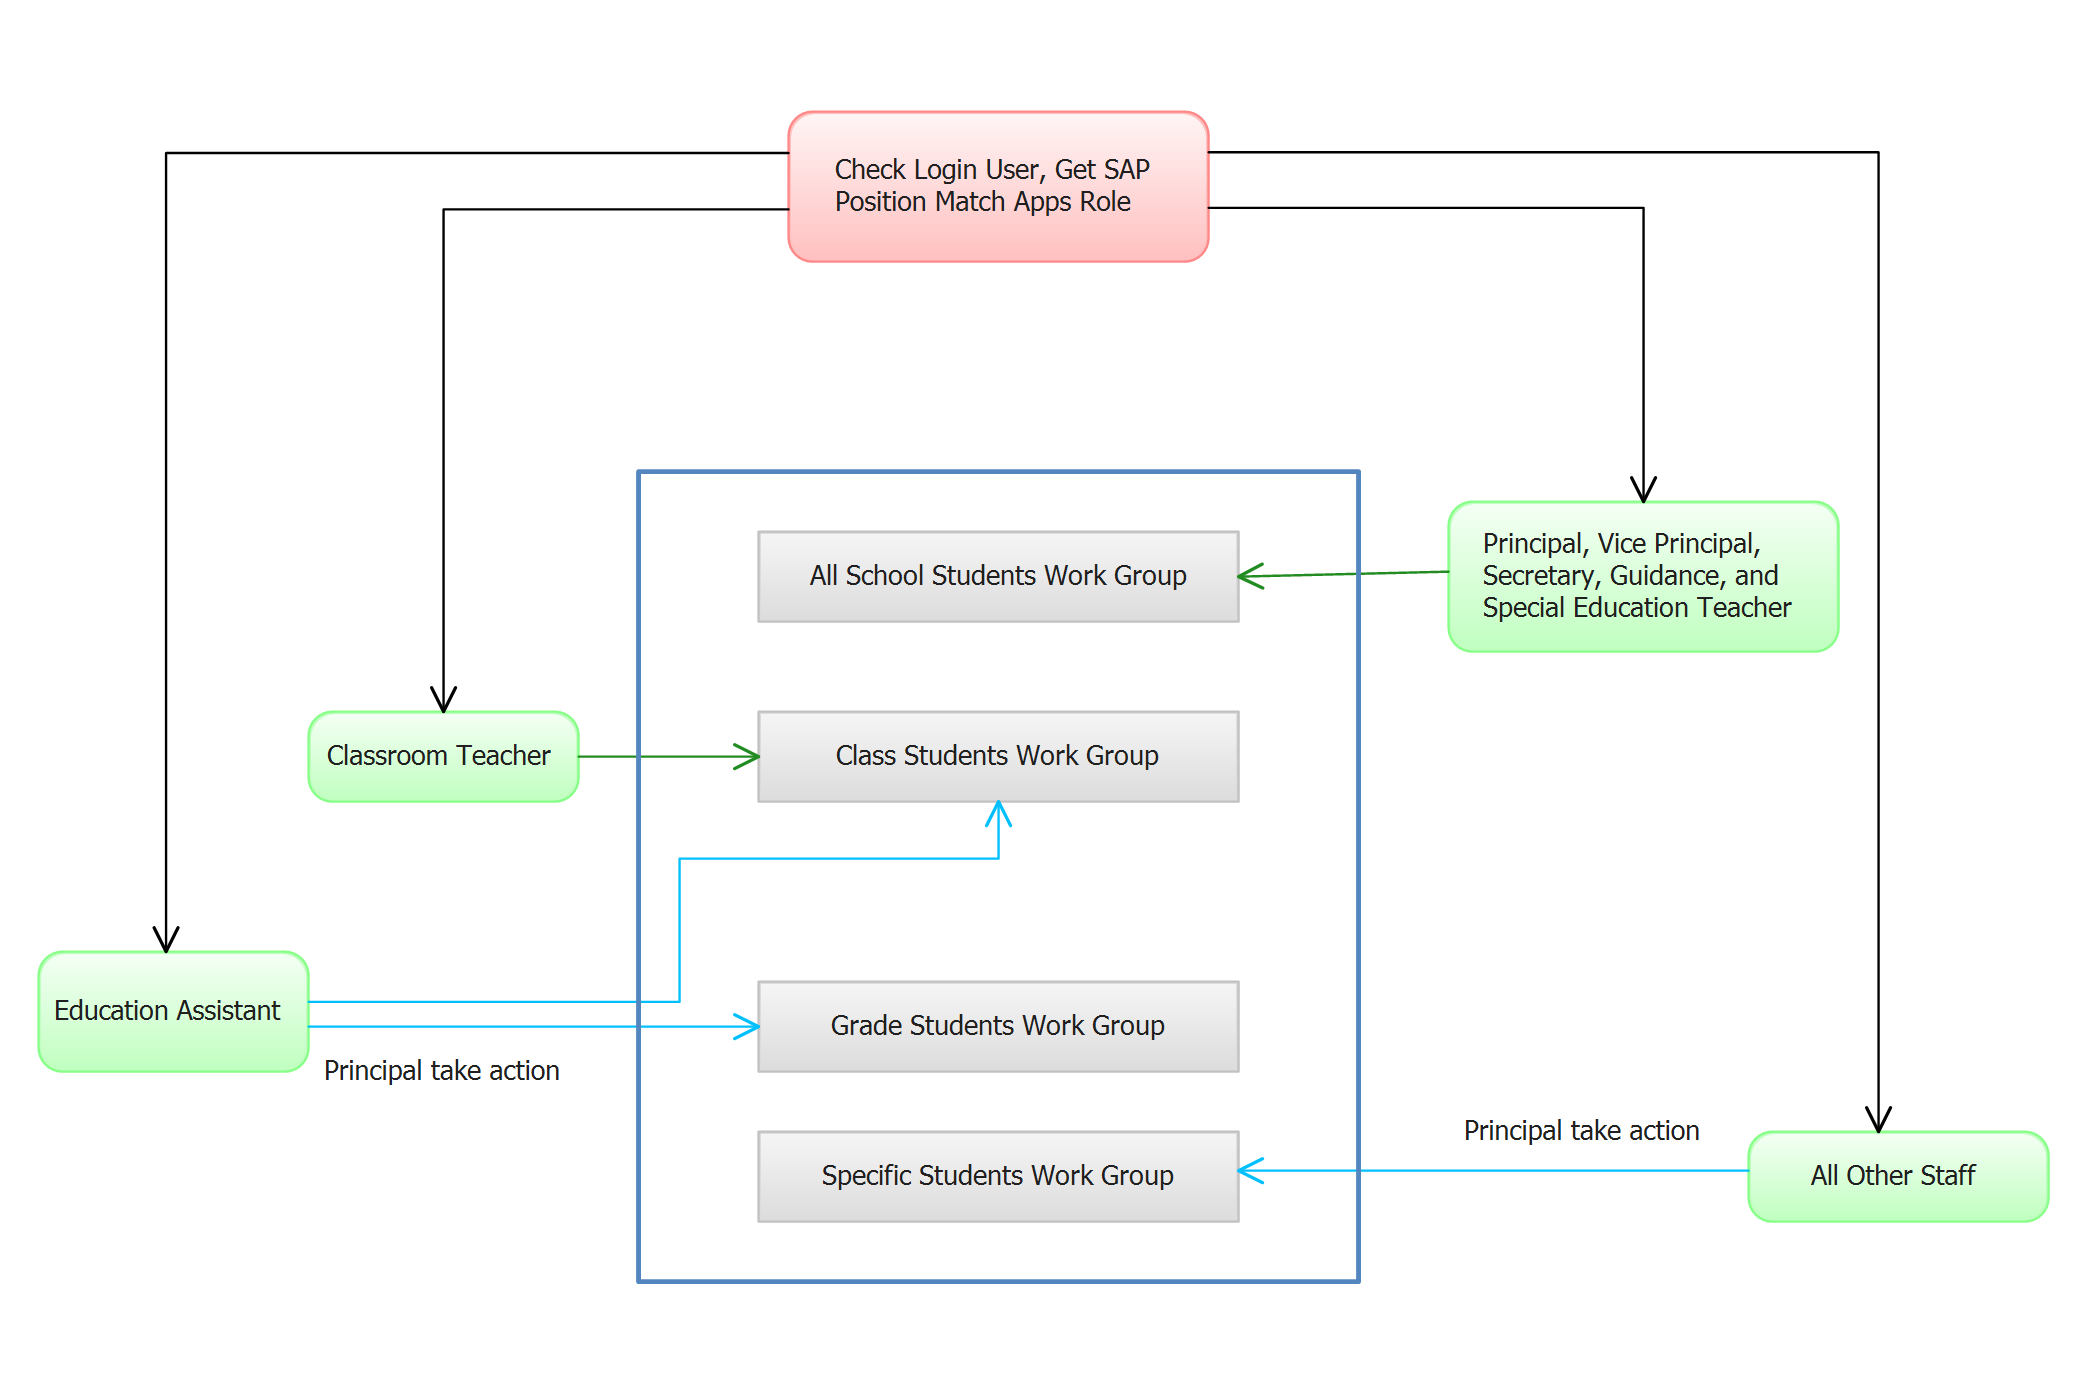 Check Login User, Get SAP
Position Match Apps Role
All School Students Work Group
Principal, Vice Principal,
Secretary, Guidance, and
Special Education Teacher
Classroom Teacher
Class Students Work Group
Education Assistant
Grade Students Work Group
Principal take action
Principal take action
Specific Students Work Group
All Other Staff